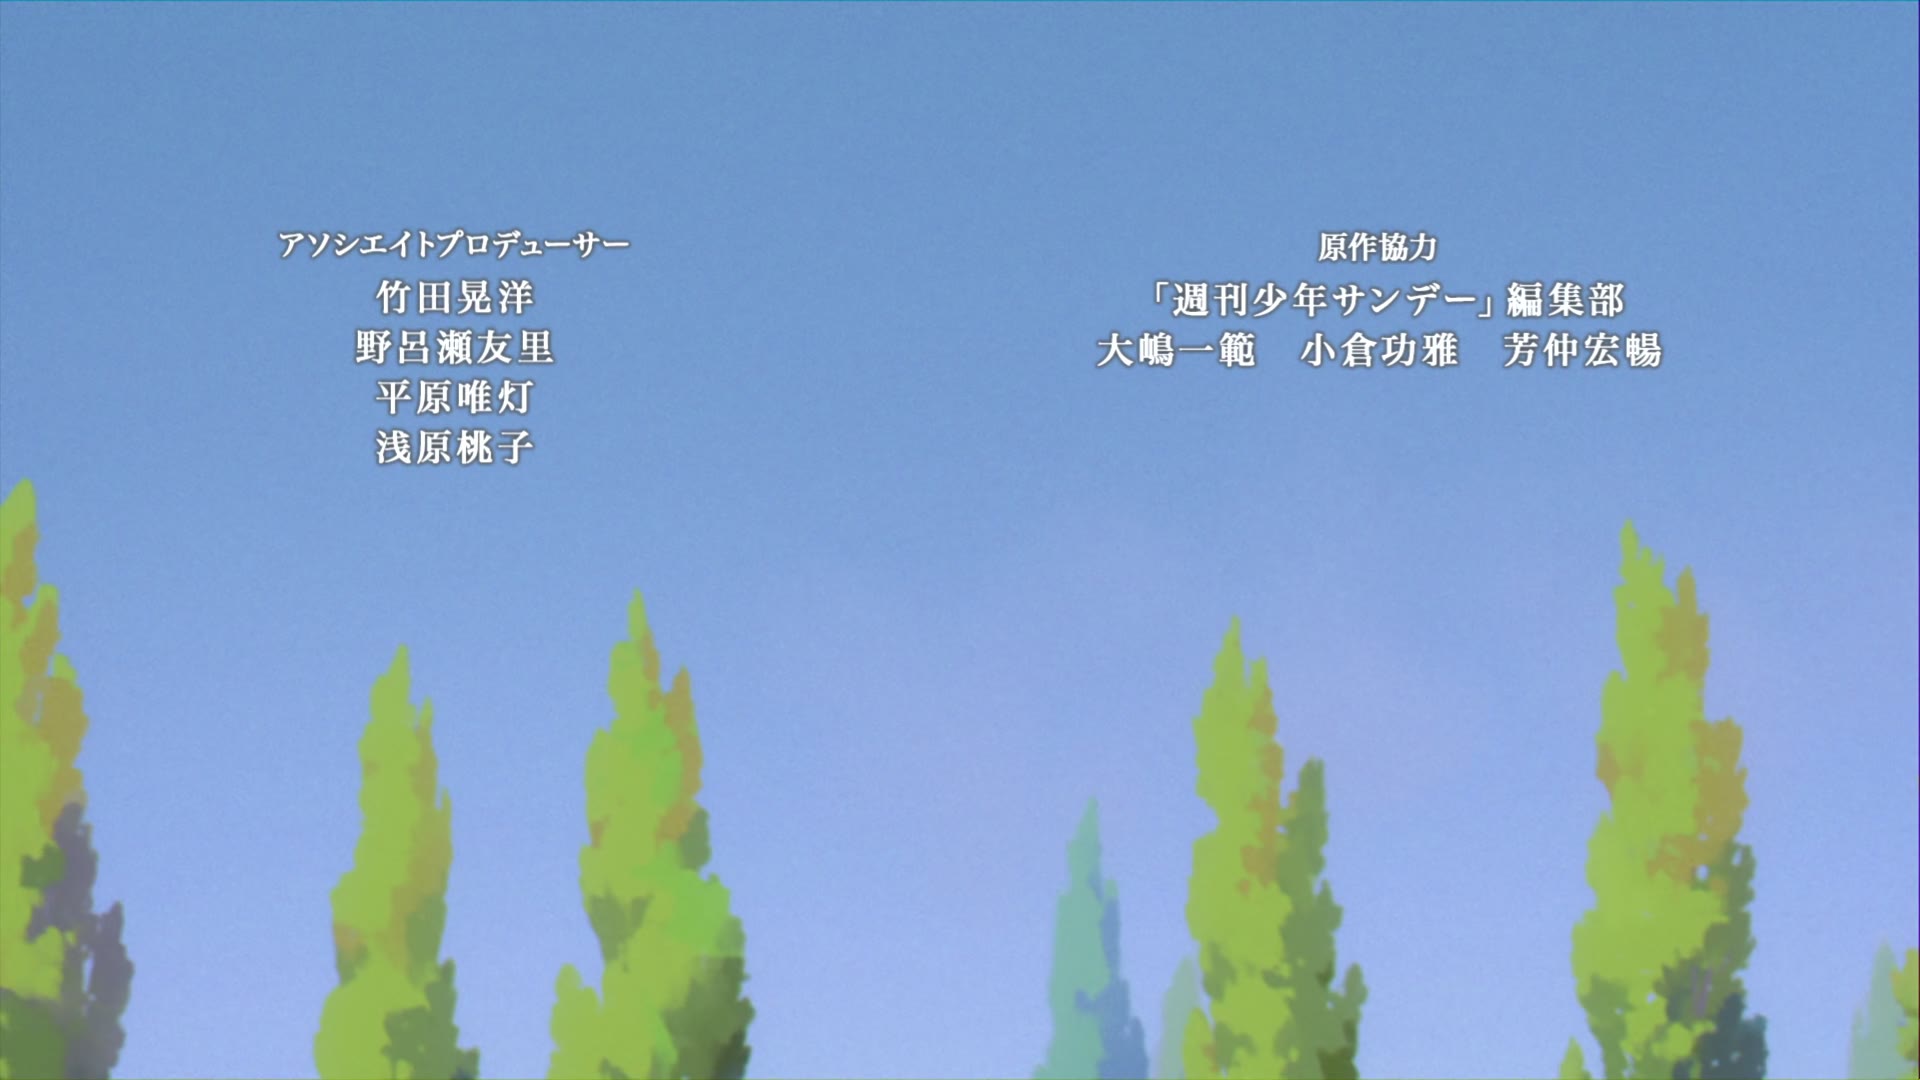 アソシエイトプロデューサー
竹田晃洋
野呂瀬友里
平原唯灯
浅原桃子
原作協力
「週刊少年サンデー」編集部
大嶋一範　小倉功雅　芳仲宏暢